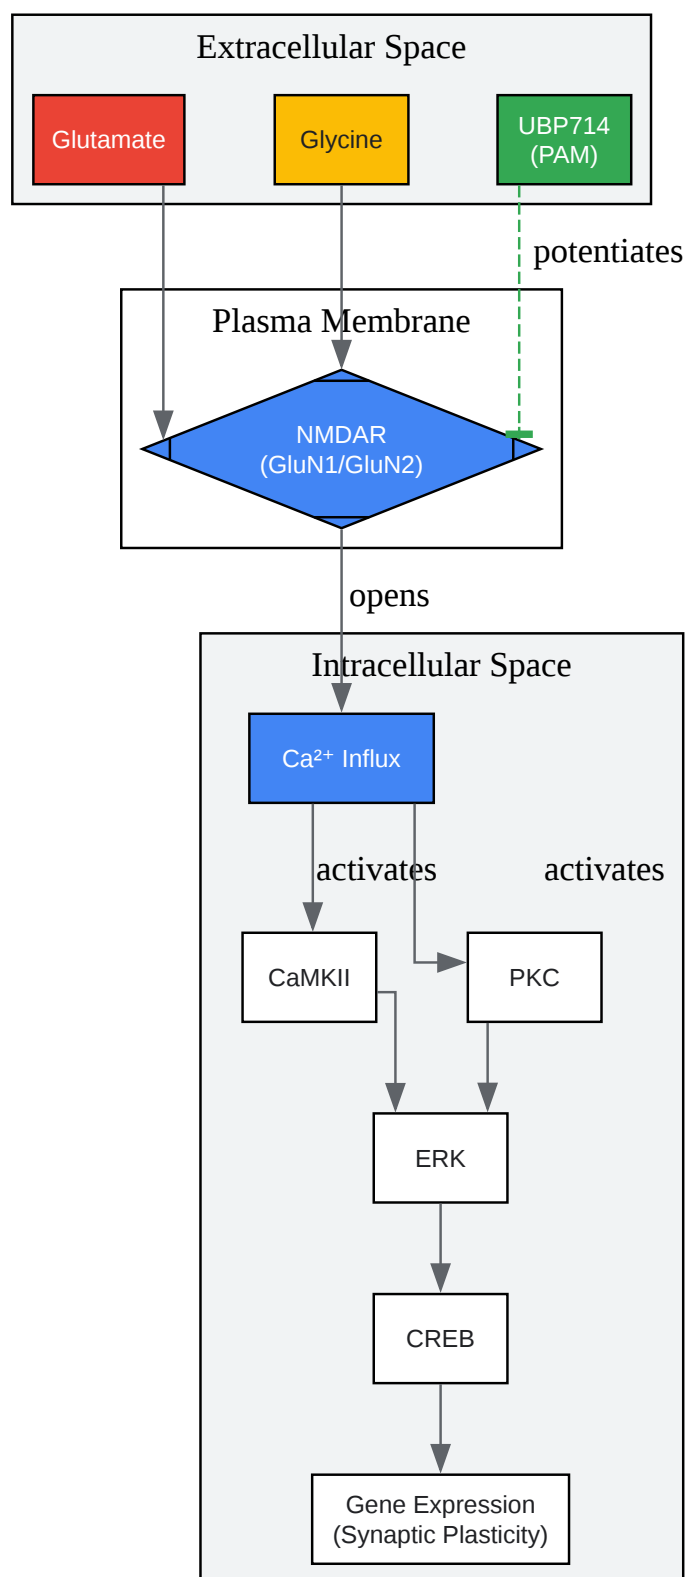 Extracellular Space
Glutamate
Glycine
UBP714
(PAM)
potentiates
Plasma Membrane
NMDAR
(GluN1/GluN2)
opens
Intracellular Space
Ca²⁺ Influx
activates
activates
CaMKII
PKC
ERK
CREB
Gene Expression
(Synaptic Plasticity)